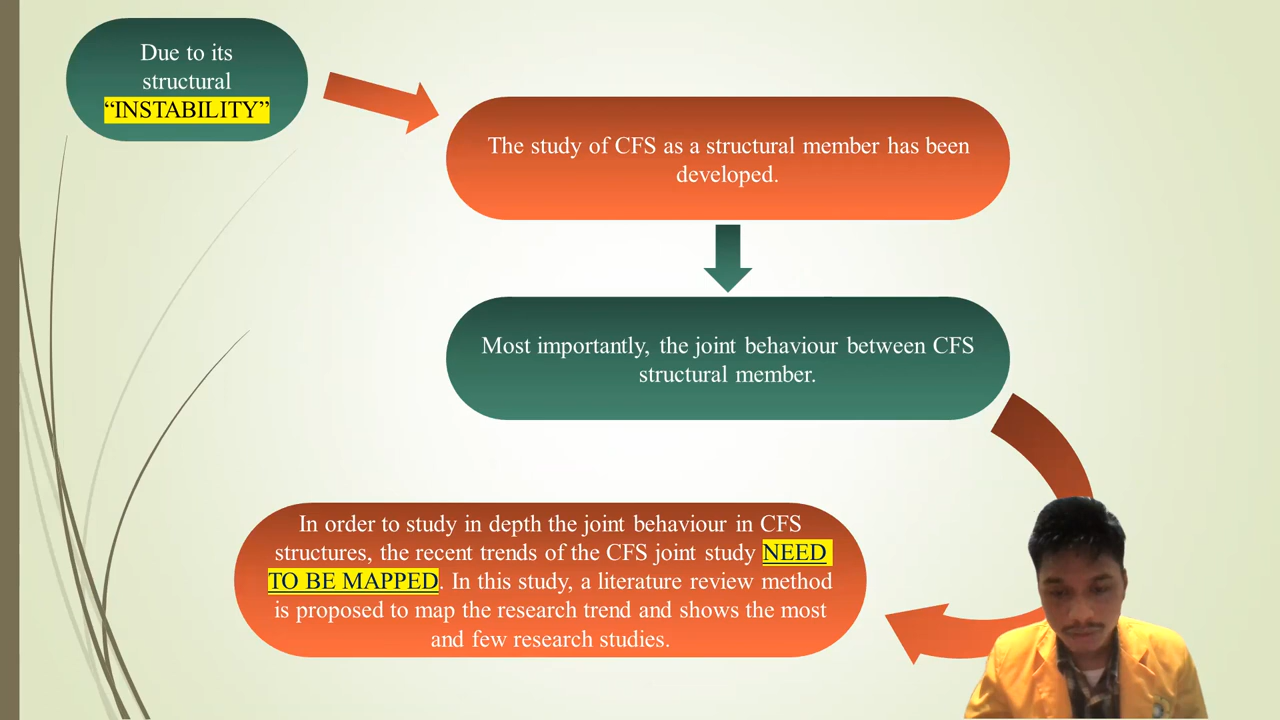 Due to its
structural
“INSTABILITY”
The study of CFS as a structural member has been
developed.
Most importantly, the joint behaviour between CFS
structural member.
In order to study in depth the joint behaviour in CFS
structures, the recent trends of the CFS joint study NEED
TO BE MAPPED. In this study, a literature review method
is proposed to map the research trend and shows the most
and few research studies.